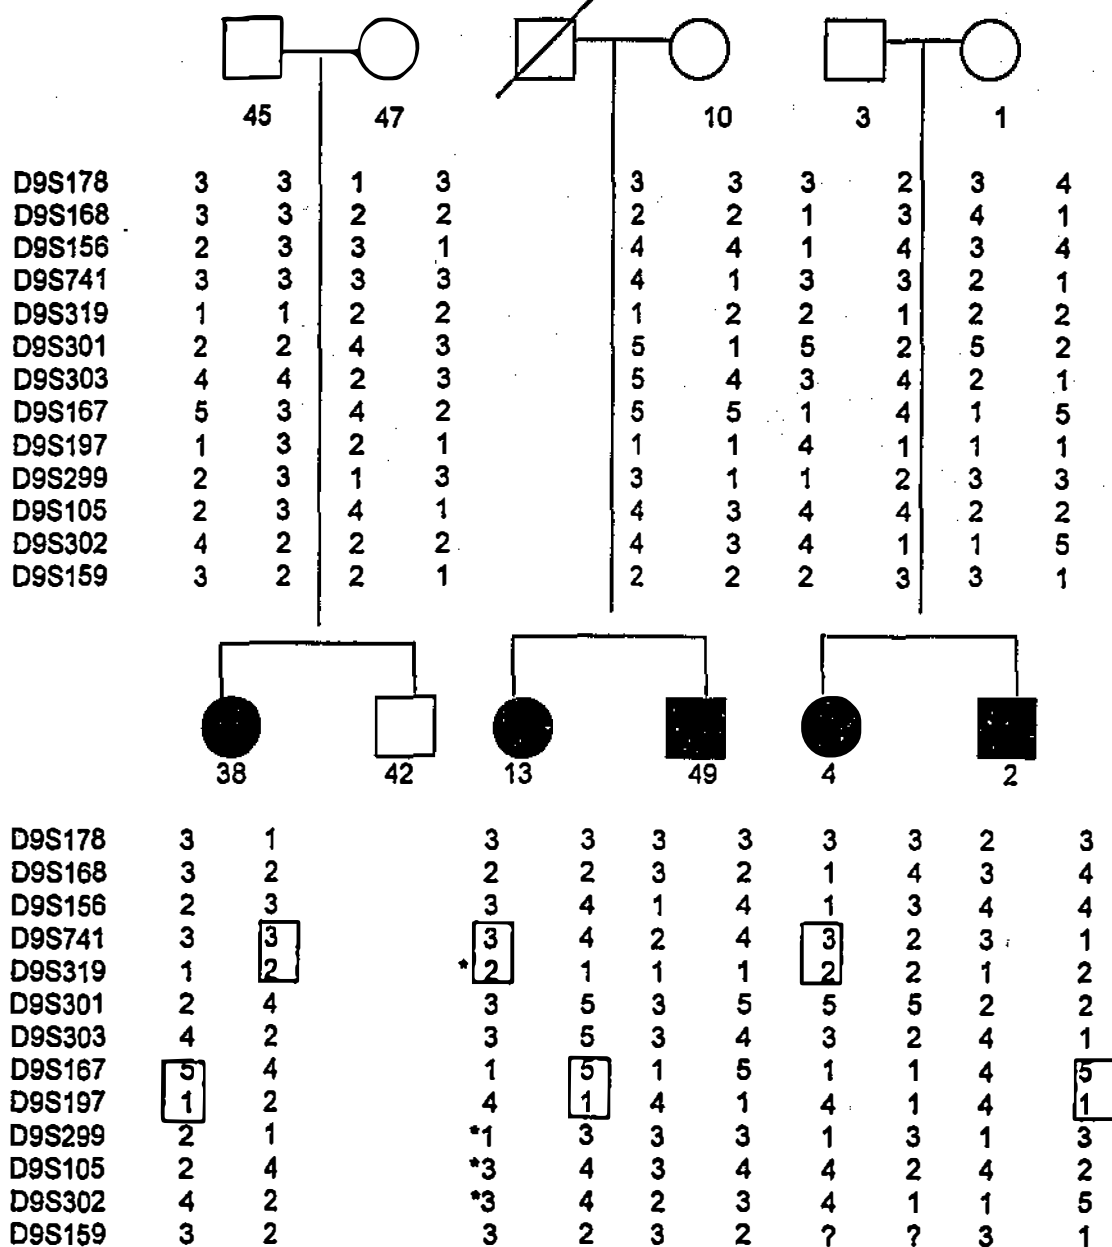 45 47 10 3 1
D9S178 3 3 1 3 3 3 3 2 3 4
D9S168 3 3 2 2 2 2 1 3 4 1
D9S156 2 3 3 1 4 4 1 4 3 4
D9S741 3 3 3 3 4 1 3 3 2 1
D9S319 1 1 2 2 1 2 2 1 2 2
D9S301 2 2 4 3 5 1 5 2 5 2
D9S303 4 4 2 3 5 4 3 4 2 1
D9S167 5 3 4 2 5 5 1 4 1 5
D9S197 1 3 2 1 1 1 4 1 1 1
D9S299 2 3 1 3 3 1 1 2 3 3
D9S105 2 3 4 1 4 3 4 4 2 2
D9S302 4 2 2 2 4 3 4 1 1 5
D9S159 3 2 2 1 2 2 2 3 3 1
38 42 13 49 4 2
D9S178 3 1 3 3 3 3 3 3 2 3
D9S168 3 2 2 2 3 2 1 4 3 4
D9S156 2 3 3 4 1 4 1 3 4 4
D9S741 3 3 3 4 2 4 3 2 3 1
D9S319 1 2 *2 1 1 1 2 2 1 2
D9S301 2 4 3 5 3 5 5 5 2 2
D9S303 4 2 3 5 3 4 3 2 4 1
D9S167 5 4 1 5 1 5 1 1 4 5
D9S197 1 2 4 1 4 1 4 1 4 1
D9S299 2 1 *1 3 3 3 1 3 1 3
D9S105 2 4 *3 4 3 4 4 2 4 2
D9S302 4 2 *3 4 2 3 4 1 1 5
D9S159 3 2 3 2 3 2 ? ? 3 1